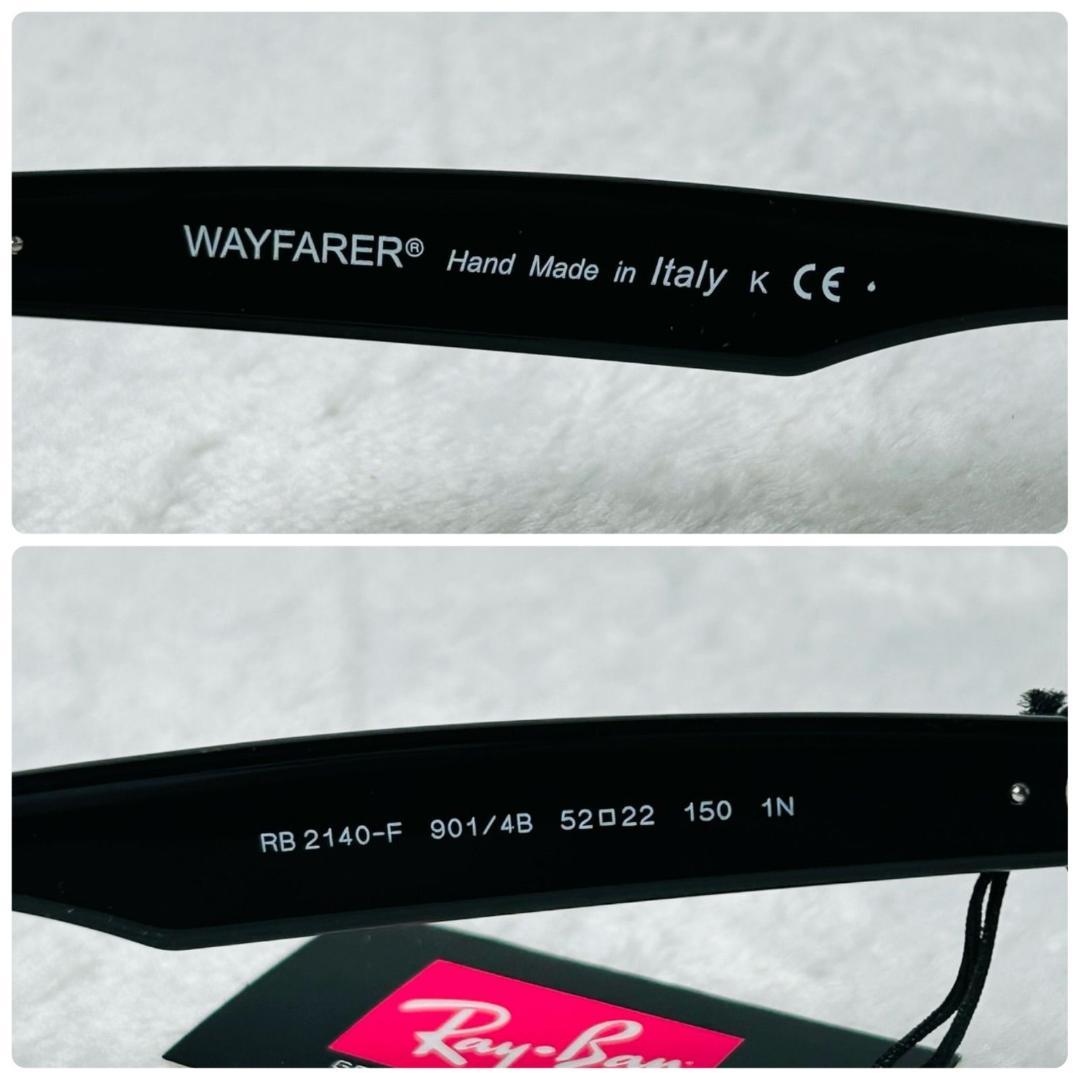 WAYFARER® Hand Made in Italy K CE
RB 2140-F 901/4B 52□22 150 1N
Ray-Ban